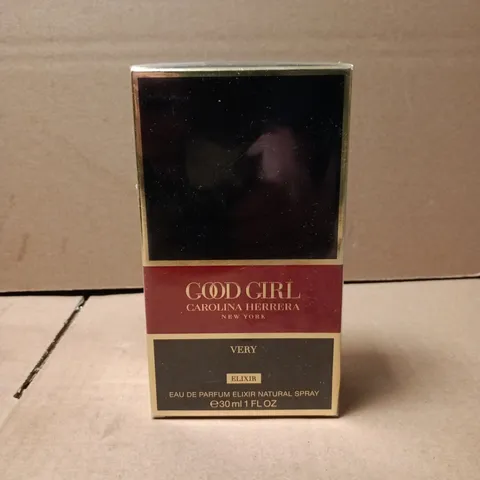 GOOD GIRL
CAROLINA HERRERA
NEW YORK
VERY
ELIXIR
EAU DE PARFUM ELIXIR NATURAL SPRAY
℮30ml 1 FL OZ